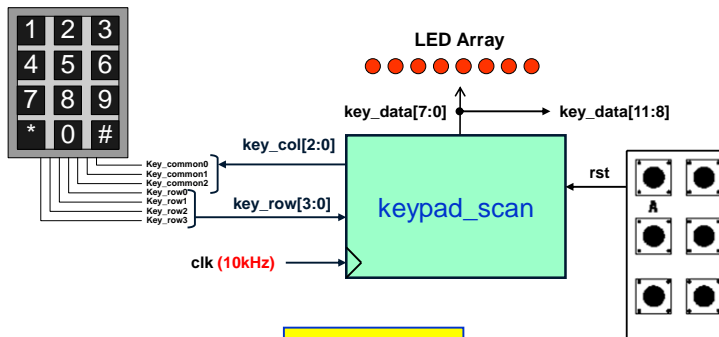 1 2 3
4 5 6
7 8 9
* 0 #
LED Array
key_data[7:0]
key_data[11:8]
key_col[2:0]
Key_common0
Key_common1
Key_common2
Key_row0
Key_row1
Key_row2
Key_row3
key_row[3:0]
keypad_scan
rst
A
clk (10kHz)